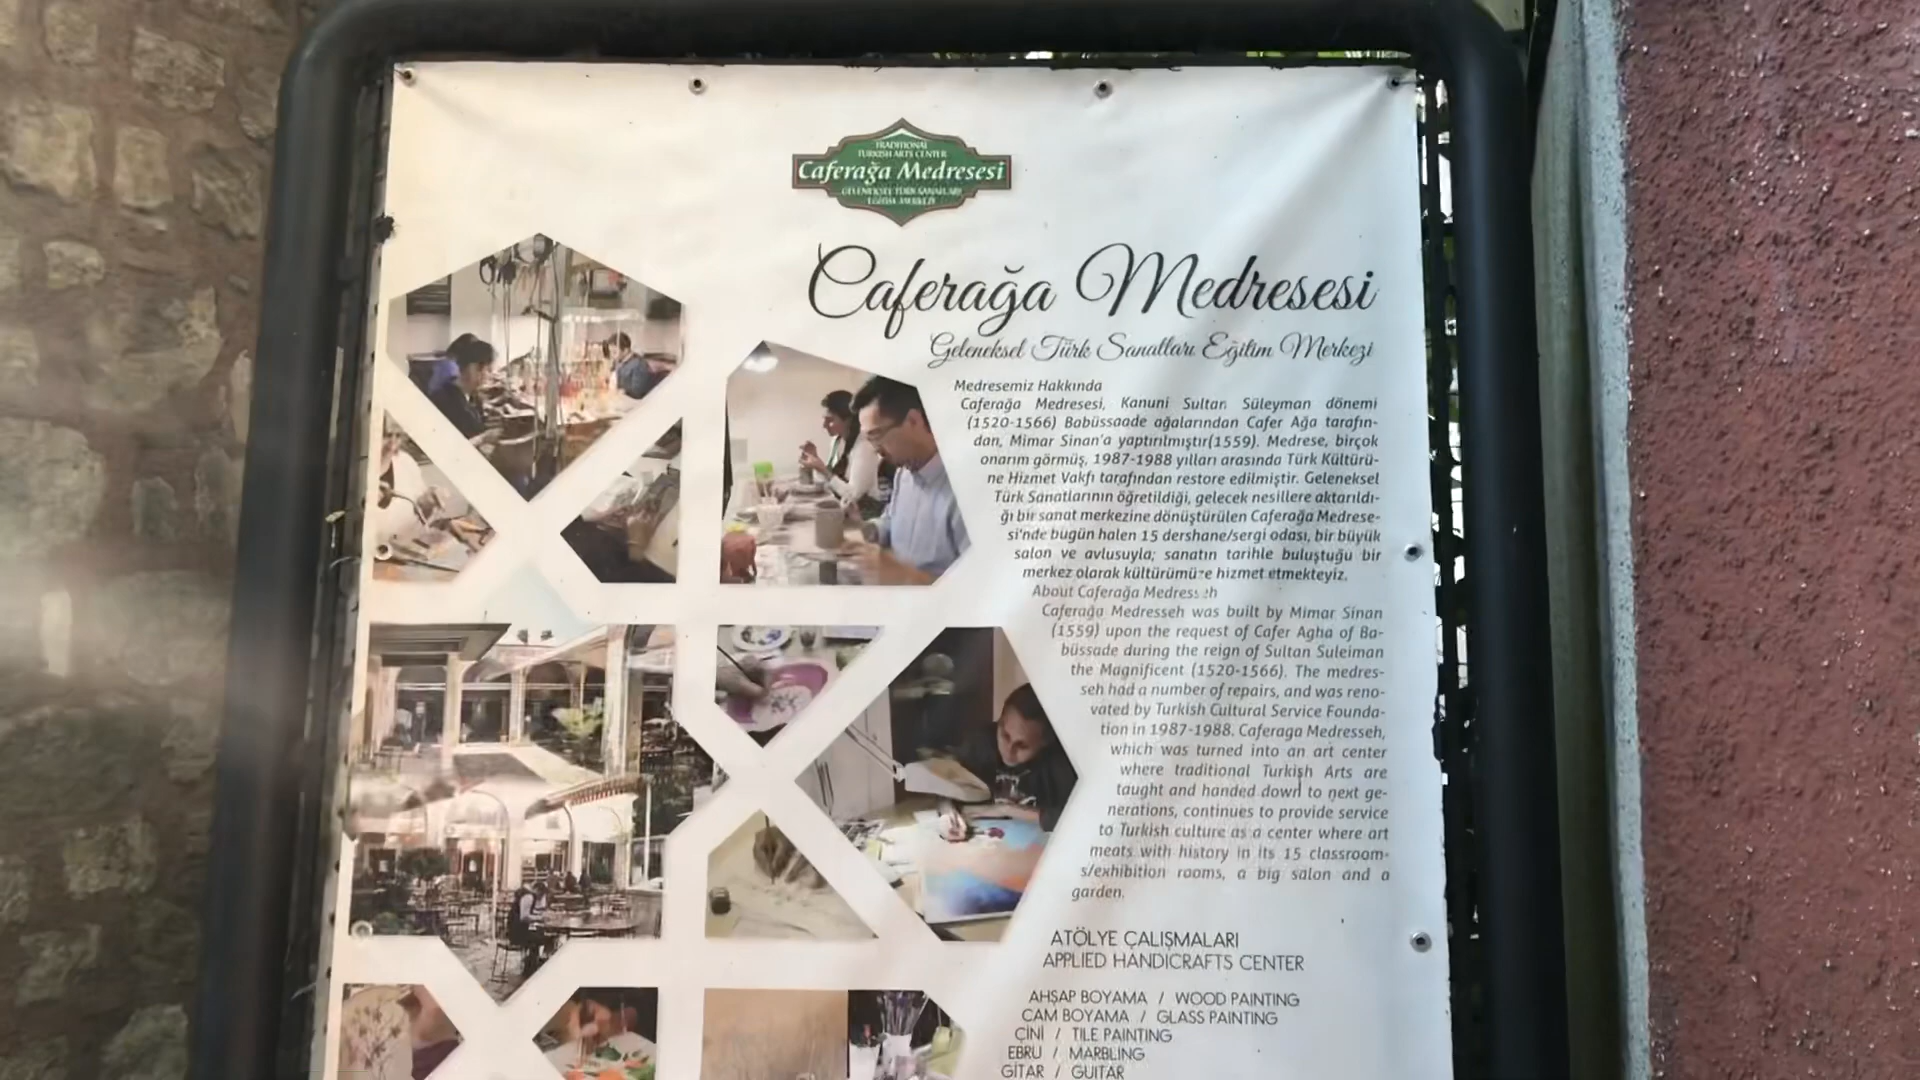 TRADITIONAL
TURKISH ARTS CENTER
Caferağa Medresesi
GELENEKSEL TÜRK SANATLARI
EĞİTİM MERKEZİ
Caferağa Medresesi
Geleneksel Türk Sanatları Eğitim Merkezi
Medresemiz Hakkında
Caferağa Medresesi, Kanuni Sultan Süleyman dönemi
(1520-1566) Babüssaade ağalarından Cafer Ağa tarafın-
dan, Mimar Sinan'a yaptırılmıştır(1559). Medrese, birçok
onarım görmüş, 1987-1988 yılları arasında Türk Kültürü-
ne Hizmet Vakfı tarafından restore edilmiştir. Geleneksel
Türk Sanatlarının öğretildiği, gelecek nesillere aktarıldı-
ğı bir sanat merkezine dönüştürülen Caferağa Medrese-
si'nde bugün halen 15 dershane/sergi odası, bir büyük
salon ve avlusuyla; sanatın tarihle buluştuğu bir
merkez olarak kültürümüze hizmet etmekteyiz.
About Caferağa Medresseh
Caferağa Medresseh was built by Mimar Sinan
(1559) upon the request of Cafer Agha of Ba-
büssade during the reign of Sultan Suleiman
the Magnificent (1520-1566). The medres-
seh had a number of repairs, and was reno-
vated by Turkish Cultural Service Founda-
tion in 1987-1988. Caferaga Medresseh,
which was turned into an art center
where traditional Turkish Arts are
taught and handed down to next ge-
nerations, continues to provide service
to Turkish culture as a center where art
meats with history in its 15 classroom-
s/exhibition rooms, a big salon and a
garden.
ATÖLYE ÇALIŞMALARI
APPLIED HANDICRAFTS CENTER
AHŞAP BOYAMA / WOOD PAINTING
CAM BOYAMA / GLASS PAINTING
ÇİNİ / TILE PAINTING
EBRU / MARBLING
GİTAR / GUITAR